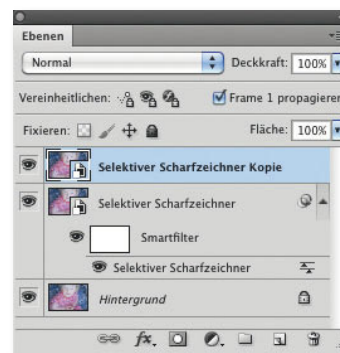 Ebenen
Normal Deckkraft: 100%
Vereinheitlichen: Frame 1 propagieren
Fixieren: Fläche: 100%
Selektiver Scharfzeichner Kopie
Selektiver Scharfzeichner
Smartfilter
Selektiver Scharfzeichner
Hintergrund
fx.